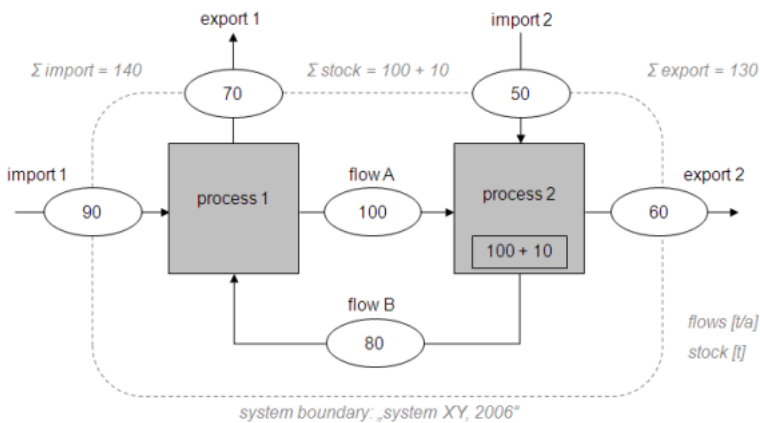 export 1
import 2
Σ import = 140
Σ stock = 100 + 10
Σ export = 130
70
50
import 1
flow A
export 2
process 1
process 2
90
100
60
100 + 10
flow B
80
flows [t/a]
stock [t]
system boundary: „system XY, 2006“